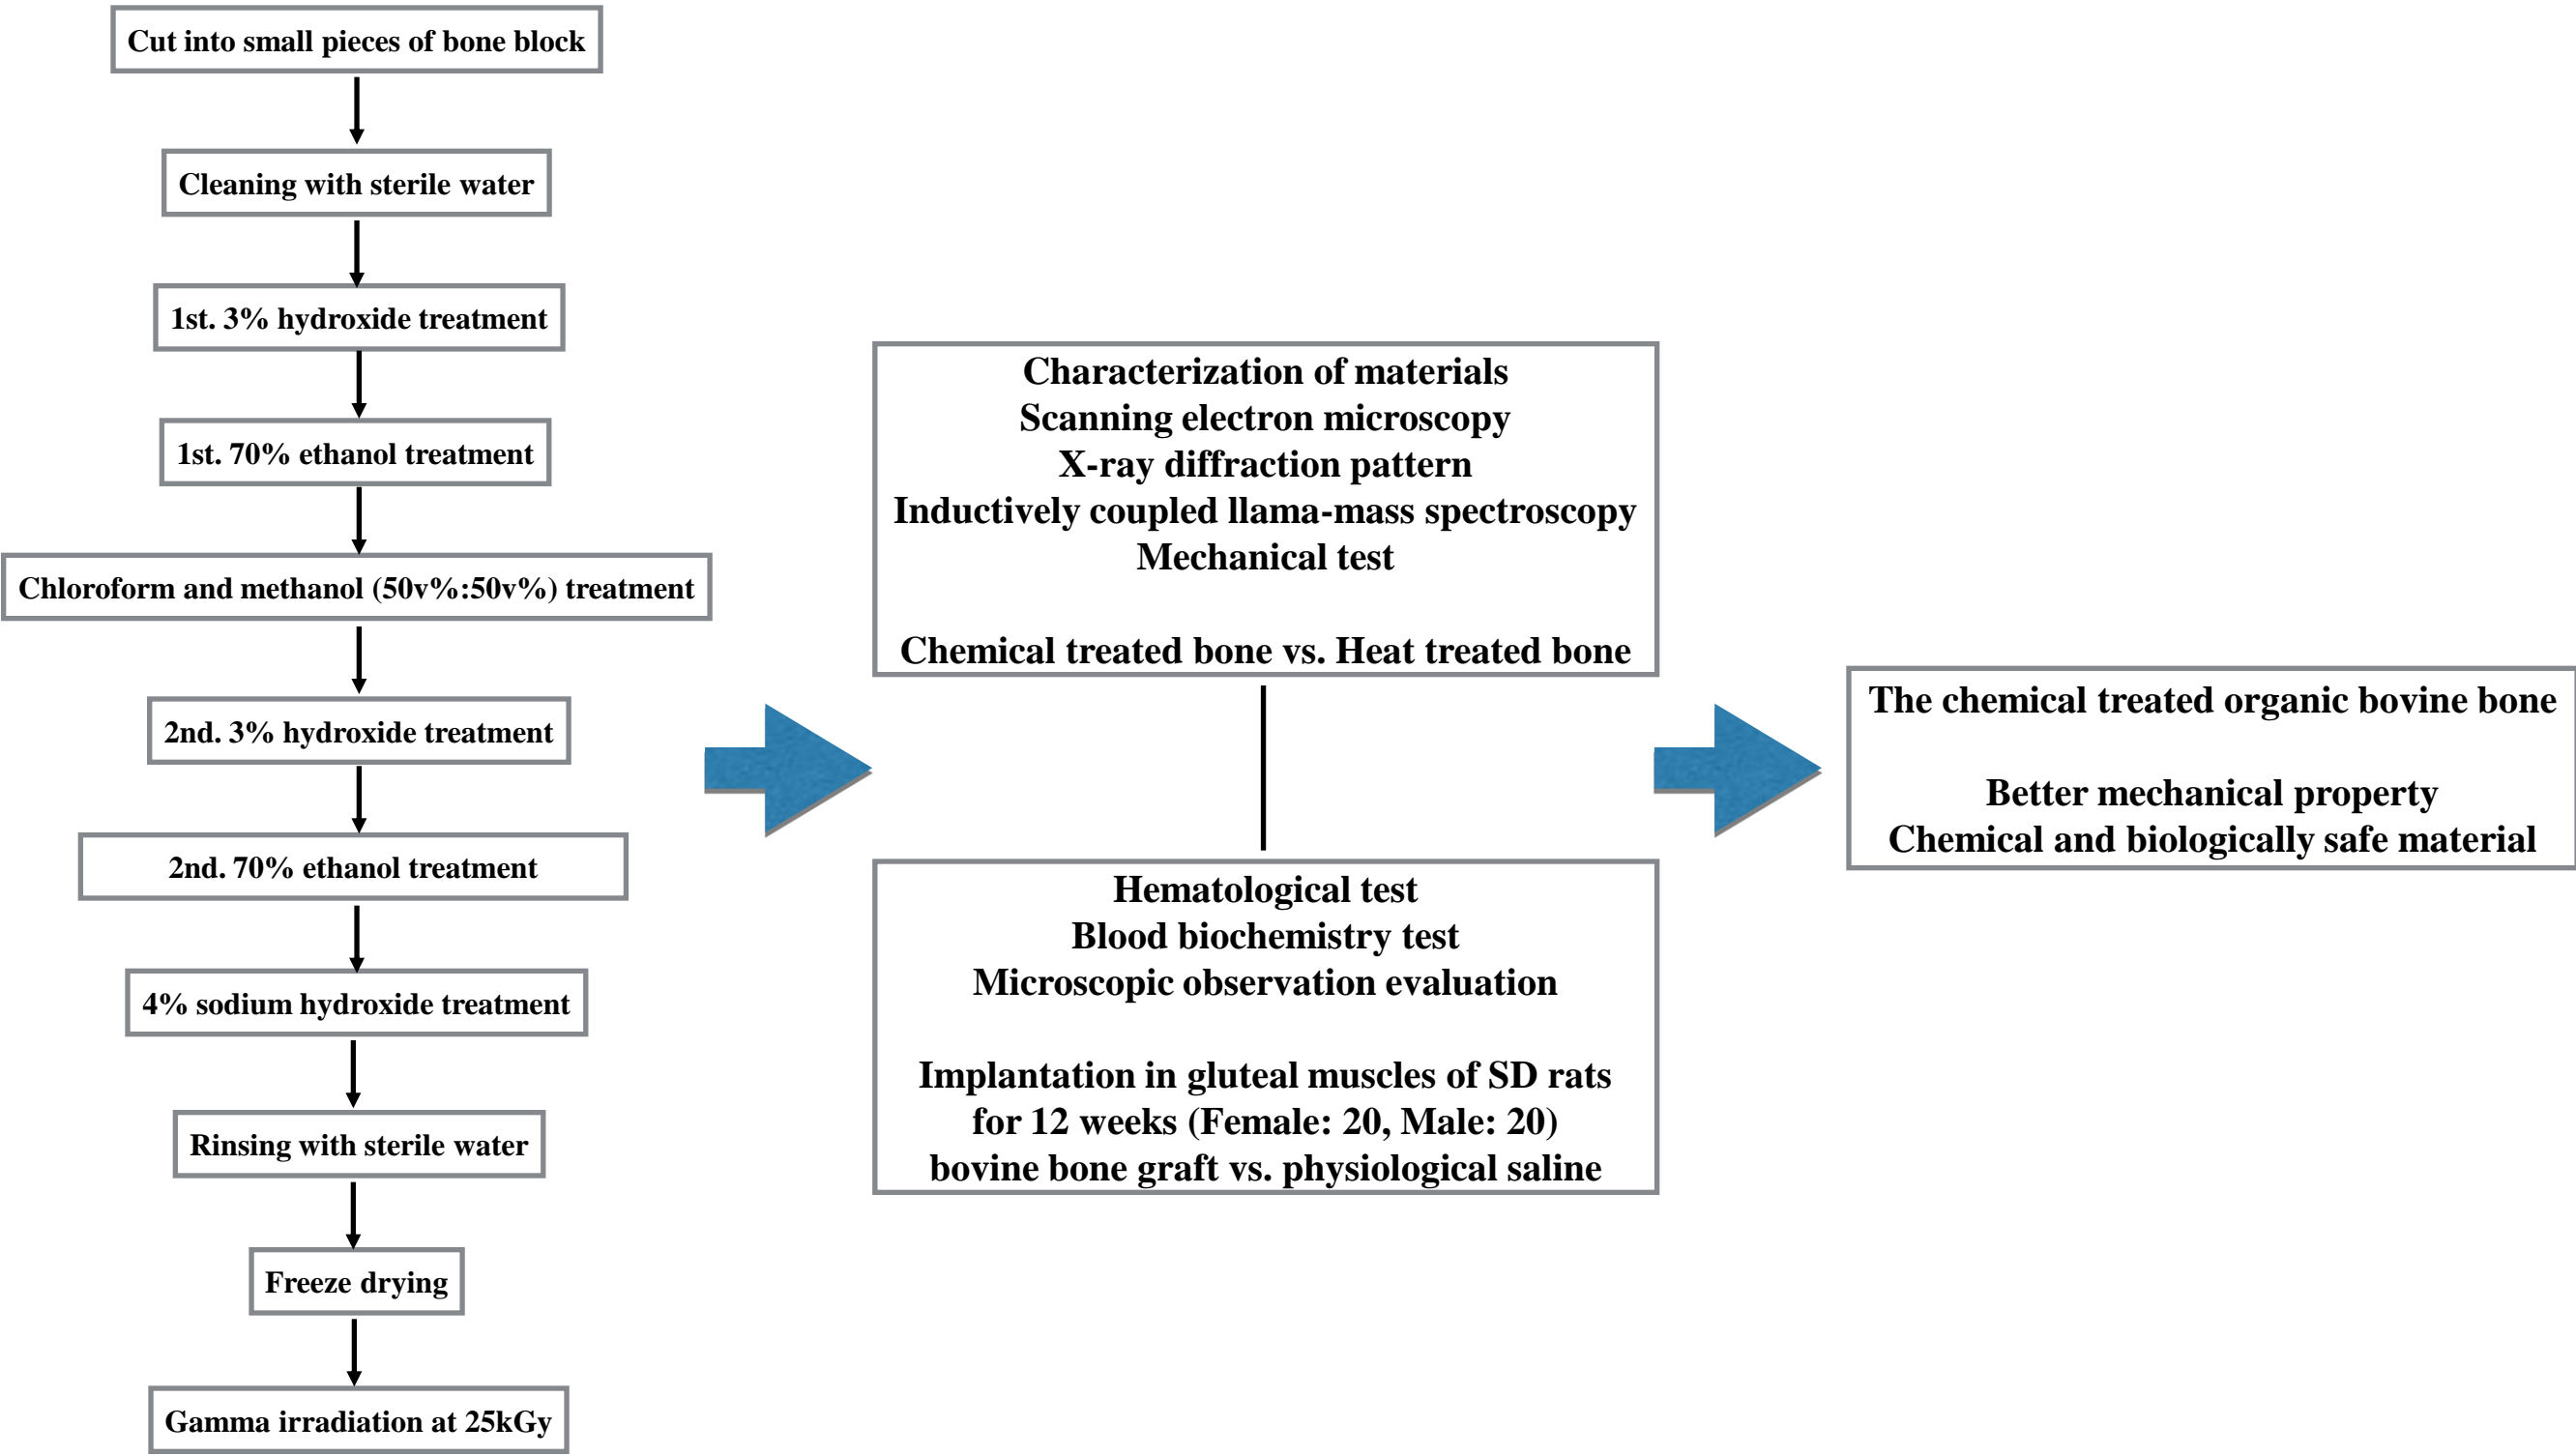 Cut into small pieces of bone block
Cleaning with sterile water
1st. 3% hydroxide treatment
1st. 70% ethanol treatment
Chloroform and methanol (50v%:50v%) treatment
2nd. 3% hydroxide treatment
2nd. 70% ethanol treatment
4% sodium hydroxide treatment
Rinsing with sterile water
Freeze drying
Gamma irradiation at 25kGy
Characterization of materials
Scanning electron microscopy
X-ray diffraction pattern
Inductively coupled llama-mass spectroscopy
Mechanical test
Chemical treated bone vs. Heat treated bone
Hematological test
Blood biochemistry test
Microscopic observation evaluation
Implantation in gluteal muscles of SD rats
for 12 weeks (Female: 20, Male: 20)
bovine bone graft vs. physiological saline
The chemical treated organic bovine bone
Better mechanical property
Chemical and biologically safe material